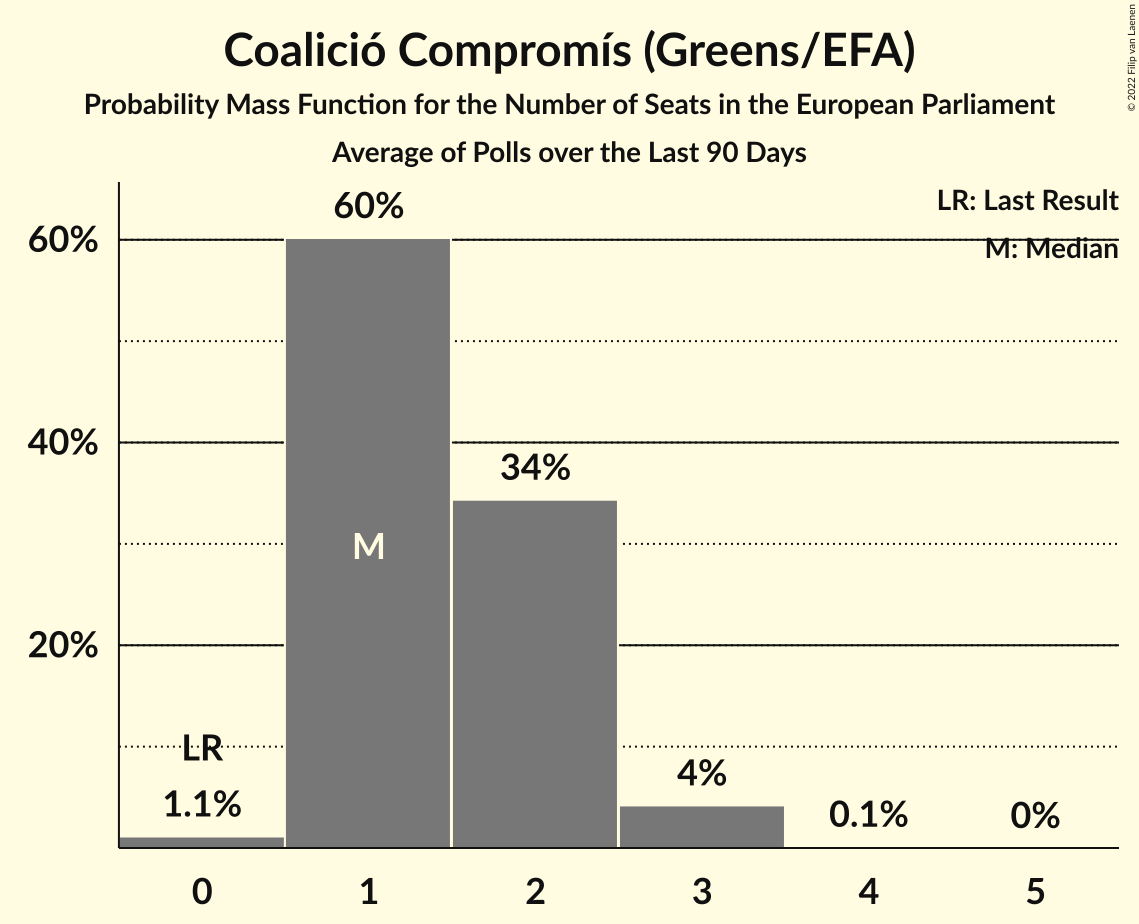 Coalició Compromís (Greens/EFA)
Probability Mass Function for the Number of Seats in the European Parliament
Average of Polls over the Last 90 Days
© 2022 Filip van Laenen
LR: Last Result
M: Median
60%
40%
20%
60%
34%
M
LR
1.1%
4%
0.1%
0%
0 1 2 3 4 5